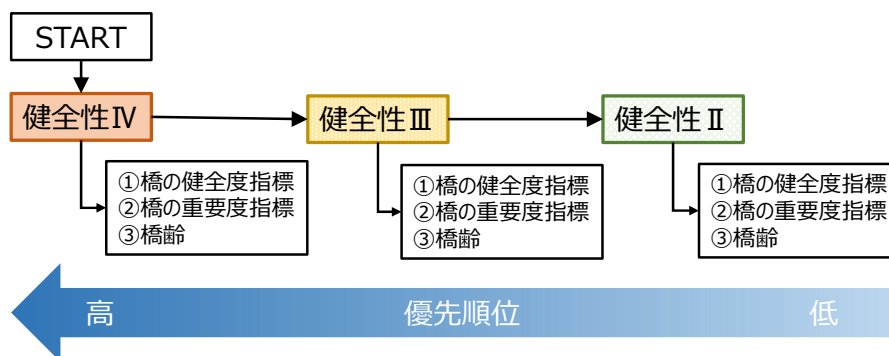 START
健全性Ⅳ
健全性Ⅲ
健全性Ⅱ
①橋の健全度指標
②橋の重要度指標
③橋齢
①橋の健全度指標
②橋の重要度指標
③橋齢
①橋の健全度指標
②橋の重要度指標
③橋齢
高 優先順位 低